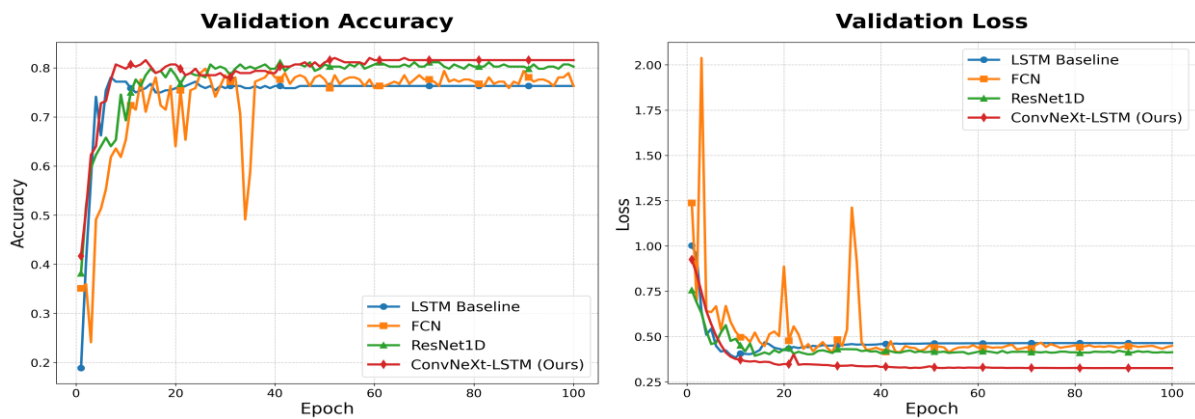 Validation Accuracy
Accuracy
0.8
0.7
0.6
0.5
0.4
0.3
0.2
0
20
40
60
80
100
Epoch
LSTM Baseline
FCN
ResNet1D
ConvNeXt-LSTM (Ours)
Validation Loss
Loss
2.00
1.75
1.50
1.25
1.00
0.75
0.50
0.25
0
20
40
60
80
100
Epoch
LSTM Baseline
FCN
ResNet1D
ConvNeXt-LSTM (Ours)